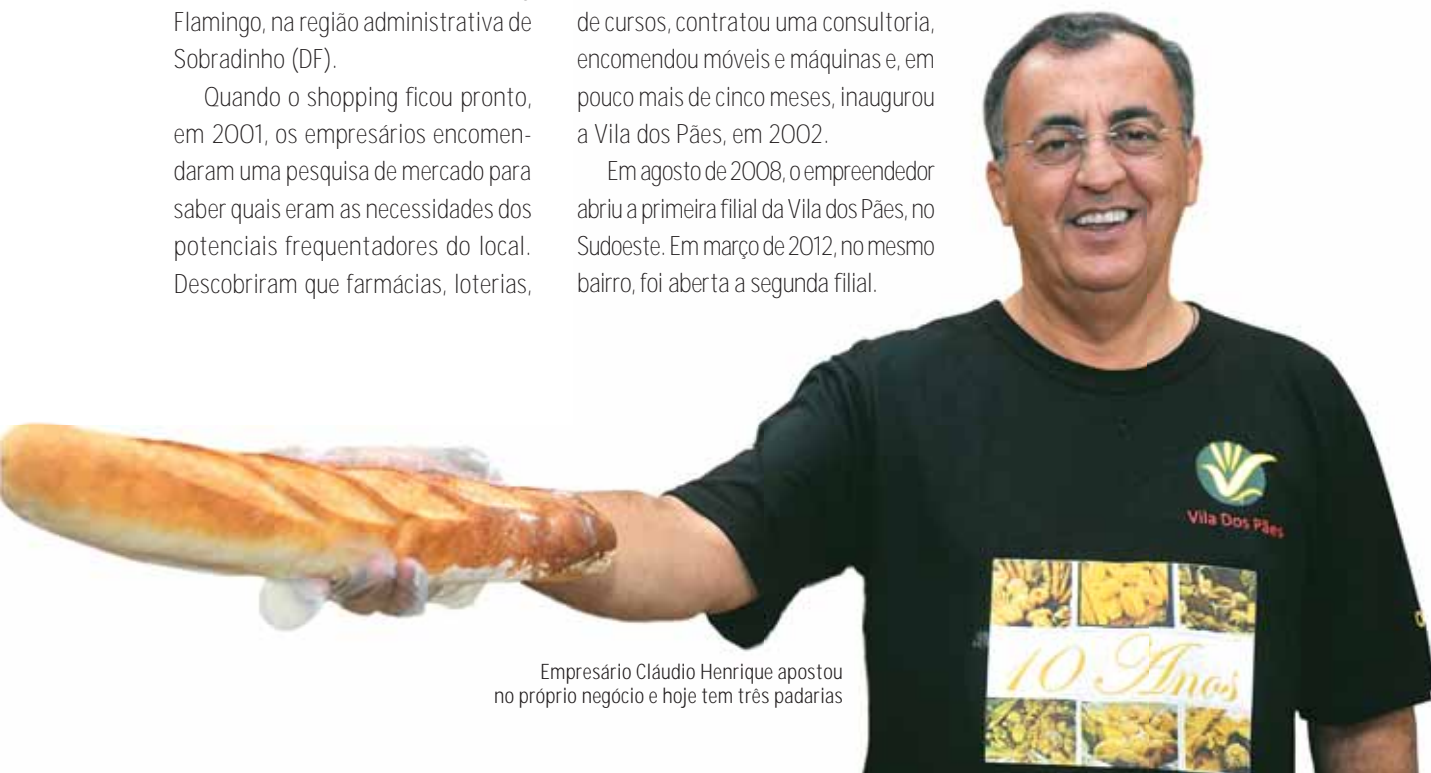 Flamingo, na região administrativa de
Sobradinho (DF).
Quando o shopping ficou pronto,
em 2001, os empresários encomen-
daram uma pesquisa de mercado para
saber quais eram as necessidades dos
potenciais frequentadores do local.
Descobriram que farmácias, loterias,
de cursos, contratou uma consultoria,
encomendou móveis e máquinas e, em
pouco mais de cinco meses, inaugurou
a Vila dos Pães, em 2002.
Em agosto de 2008, o empreendedor
abriu a primeira filial da Vila dos Pães, no
Sudoeste. Em março de 2012, no mesmo
bairro, foi aberta a segunda filial.
Vila Dos Pães
10 Anos
Empresário Cláudio Henrique apostou
no próprio negócio e hoje tem três padarias